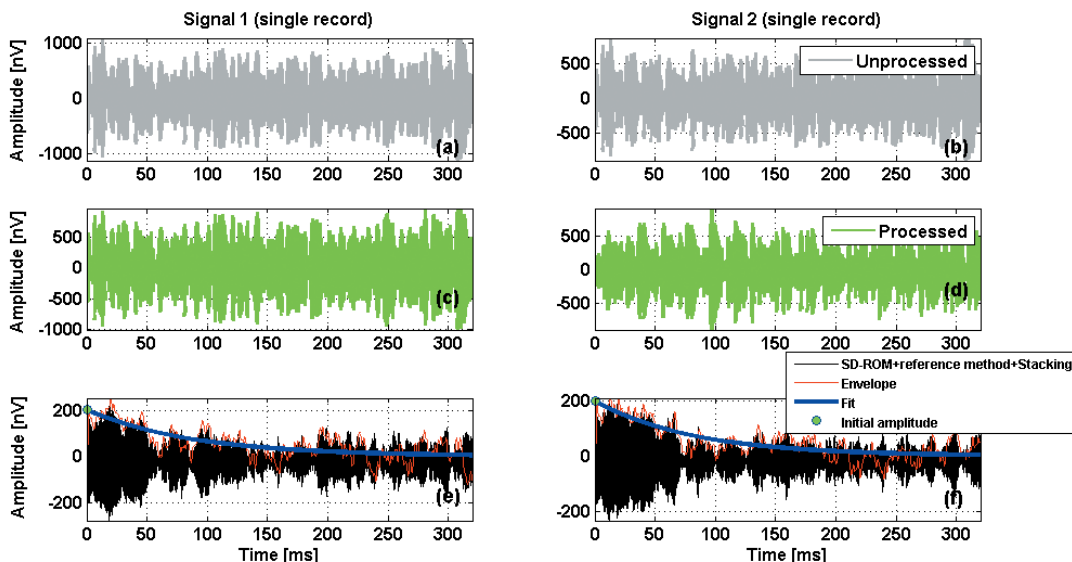 Signal 1 (single record)
Signal 2 (single record)
Amplitude [nV]
1000
0
-1000
(a)
0 50 100 150 200 250 300
500
0
-500
Unprocessed
(b)
0 50 100 150 200 250 300
Amplitude [nV]
500
0
-500
-1000
(c)
0 50 100 150 200 250 300
500
0
-500
Processed
(d)
0 50 100 150 200 250 300
SD-ROM+reference method+Stacking
Envelope
Fit
Initial amplitude
Amplitude [nV]
200
0
-200
(e)
0 50 100 150 200 250 300
Time [ms]
200
0
-200
(f)
0 50 100 150 200 250 300
Time [ms]